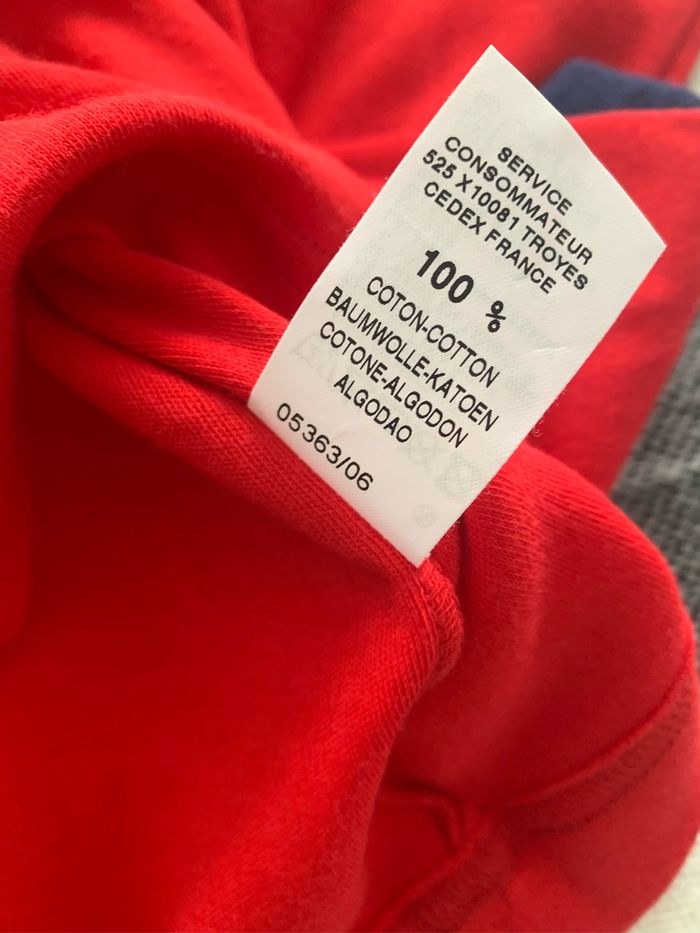 SERVICE
CONSOMMATEUR
525 X10081 TROYES
CEDEX FRANCE
100 %
COTON-COTTON
BAUMWOLLE-KATOEN
COTONE-ALGODON
ALGODAO
05363/06